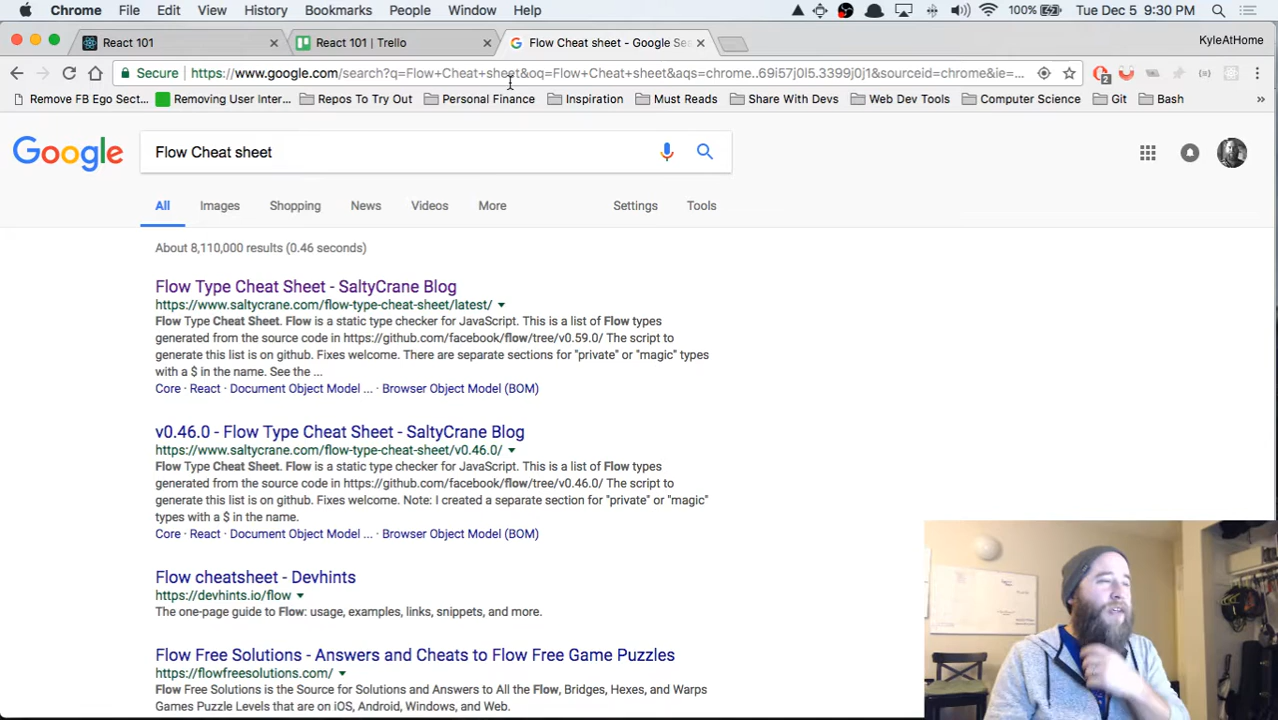 Chrome File Edit View History Bookmarks People Window Help 100% Tue Dec 5 9:30 PM
React 101 React 101 | Trello Flow Cheat sheet - Google Sea KyleAtHome
Secure https://www.google.com/search?q=Flow+Cheat+sheet&oq=Flow+Cheat+sheet&aqs=chrome..69i57j0l5.3399j0j1&sourceid=chrome&ie=... 2
Remove FB Ego Sect... Removing User Inter... Repos To Try Out Personal Finance Inspiration Must Reads Share With Devs Web Dev Tools Computer Science Git Bash »
Google Flow Cheat sheet
All Images Shopping News Videos More Settings Tools
About 8,110,000 results (0.46 seconds)
Flow Type Cheat Sheet - SaltyCrane Blog
https://www.saltycrane.com/flow-type-cheat-sheet/latest/
Flow Type Cheat Sheet. Flow is a static type checker for JavaScript. This is a list of Flow types
generated from the source code in https://github.com/facebook/flow/tree/v0.59.0/ The script to
generate this list is on github. Fixes welcome. There are separate sections for "private" or "magic" types
with a $ in the name. See the ...
Core · React · Document Object Model ... · Browser Object Model (BOM)
v0.46.0 - Flow Type Cheat Sheet - SaltyCrane Blog
https://www.saltycrane.com/flow-type-cheat-sheet/v0.46.0/
Flow Type Cheat Sheet. Flow is a static type checker for JavaScript. This is a list of Flow types
generated from the source code in https://github.com/facebook/flow/tree/v0.46.0/ The script to
generate this list is on github. Fixes welcome. Note: I created a separate section for "private" or "magic"
types with a $ in the name.
Core · React · Document Object Model ... · Browser Object Model (BOM)
Flow cheatsheet - Devhints
https://devhints.io/flow
The one-page guide to Flow: usage, examples, links, snippets, and more.
Flow Free Solutions - Answers and Cheats to Flow Free Game Puzzles
https://flowfreesolutions.com/
Flow Free Solutions is the Source for Solutions and Answers to All the Flow, Bridges, Hexes, and Warps
Games Puzzle Levels that are on iOS, Android, Windows, and Web.